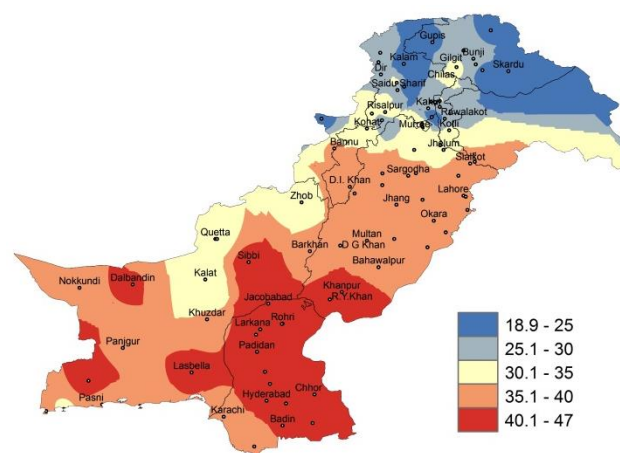 Gupis
Bunji
Kalam
Gilgit
Skardu
Dir
Chilas
Saidu Sharif
Kakul
Risalpur
Rawalakot
Kohat
Murree
Kotli
Bannu
Jhelum
Sialkot
Sargogha
D.I. Khan
Zhob
Lahore
Jhang
Okara
Quetta
Multan
Barkhan
D G Khan
Sibbi
Bahawalpur
Dalbandin
Kalat
Nokkundi
Khanpur
R.Y.Khan
Jacobabad
Khuzdar
Rohri
Larkana
Panjgur
Padidan
Lasbella
Pasni
Hyderabad
Chhor
Karachi
Badin
18.9 - 25
25.1 - 30
30.1 - 35
35.1 - 40
40.1 - 47